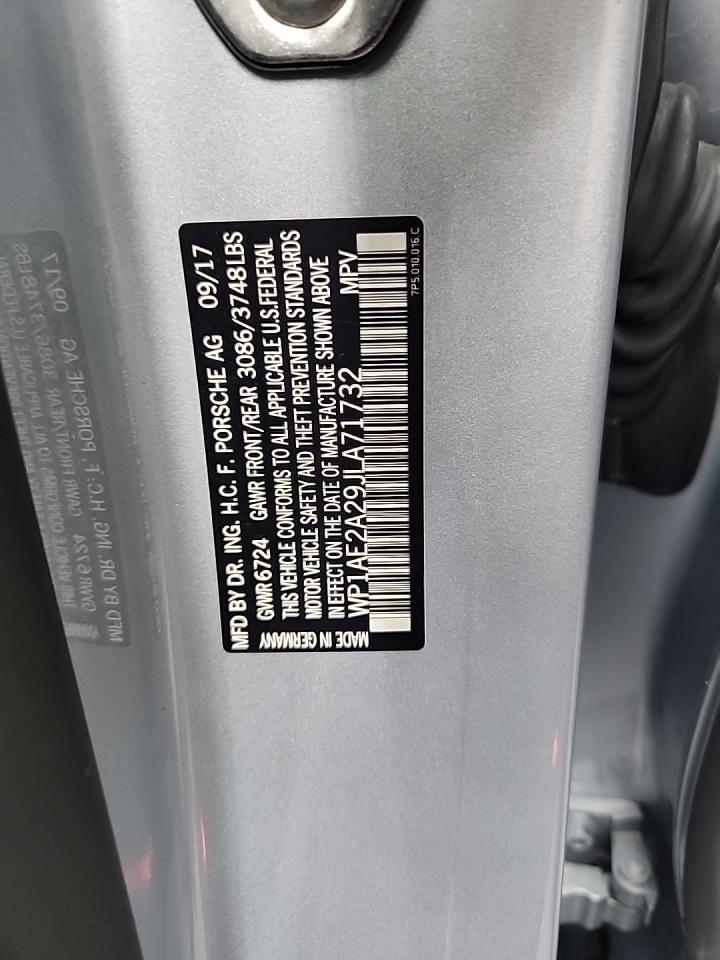 MFD BY DR. ING. H.C. F. PORSCHE AG 09/17
GVWR 6724 GAWR FRONT/REAR 3086/3748LBS
THIS VEHICLE CONFORMS TO ALL APPLICABLE U.S.FEDERAL
MOTOR VEHICLE SAFETY AND THEFT PREVENTION STANDARDS
IN EFFECT ON THE DATE OF MANUFACTURE SHOWN ABOVE
WP1AE2A29JLA71732 MPV
MADE IN GERMANY
7P5.010.016.C